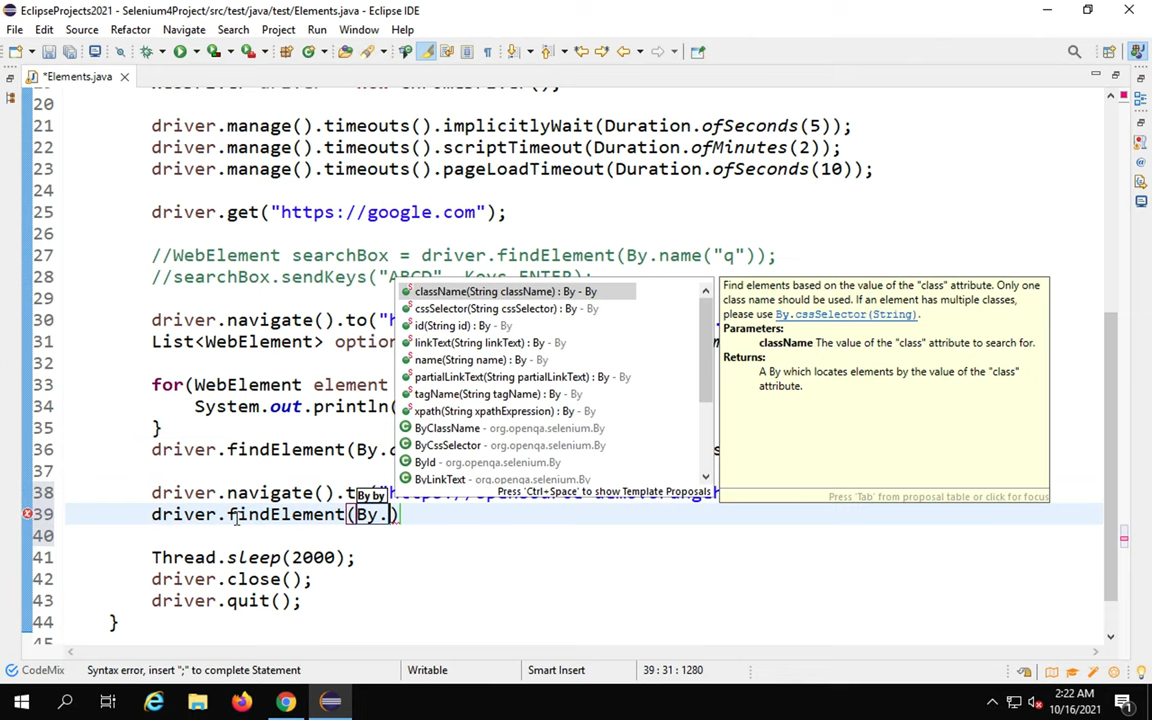 EclipseProjects2021 - Selenium4Project/src/test/java/test/Elements.java - Eclipse IDE
File Edit Source Refactor Navigate Search Project Run Window Help
*Elements.java
20
21 driver.manage().timeouts().implicitlyWait(Duration.ofSeconds(5));
22 driver.manage().timeouts().scriptTimeout(Duration.ofMinutes(2));
23 driver.manage().timeouts().pageLoadTimeout(Duration.ofSeconds(10));
24
25 driver.get("https://google.com");
26
27 //WebElement searchBox = driver.findElement(By.name("q"));
28 //searchBox.sendKeys("ABCD", Keys.ENTER);
29
30 driver.navigate().to("h
31 List<WebElement> option
32
33 for(WebElement element
34 System.out.println(
35 }
36 driver.findElement(By.
37
38 driver.navigate().t
39 driver.findElement(By.)
40
41 Thread.sleep(2000);
42 driver.close();
43 driver.quit();
44 }
45
By by
className(String className) : By - By
cssSelector(String cssSelector) : By - By
id(String id) : By - By
linkText(String linkText) : By - By
name(String name) : By - By
partialLinkText(String partialLinkText) : By - By
tagName(String tagName) : By - By
xpath(String xpathExpression) : By - By
ByClassName - org.openqa.selenium.By
ByCssSelector - org.openqa.selenium.By
ById - org.openqa.selenium.By
ByLinkText - org.openqa.selenium.By
Press 'Ctrl+Space' to show Template Proposals
Find elements based on the value of the "class" attribute. Only one
class name should be used. If an element has multiple classes,
please use By.cssSelector(String).
Parameters:
className The value of the "class" attribute to search for.
Returns:
A By which locates elements by the value of the "class"
attribute.
Press 'Tab' from proposal table or click for focus
CodeMix Syntax error, insert ";" to complete Statement Writable Smart Insert 39 : 31 : 1280
2:22 AM
10/16/2021
1